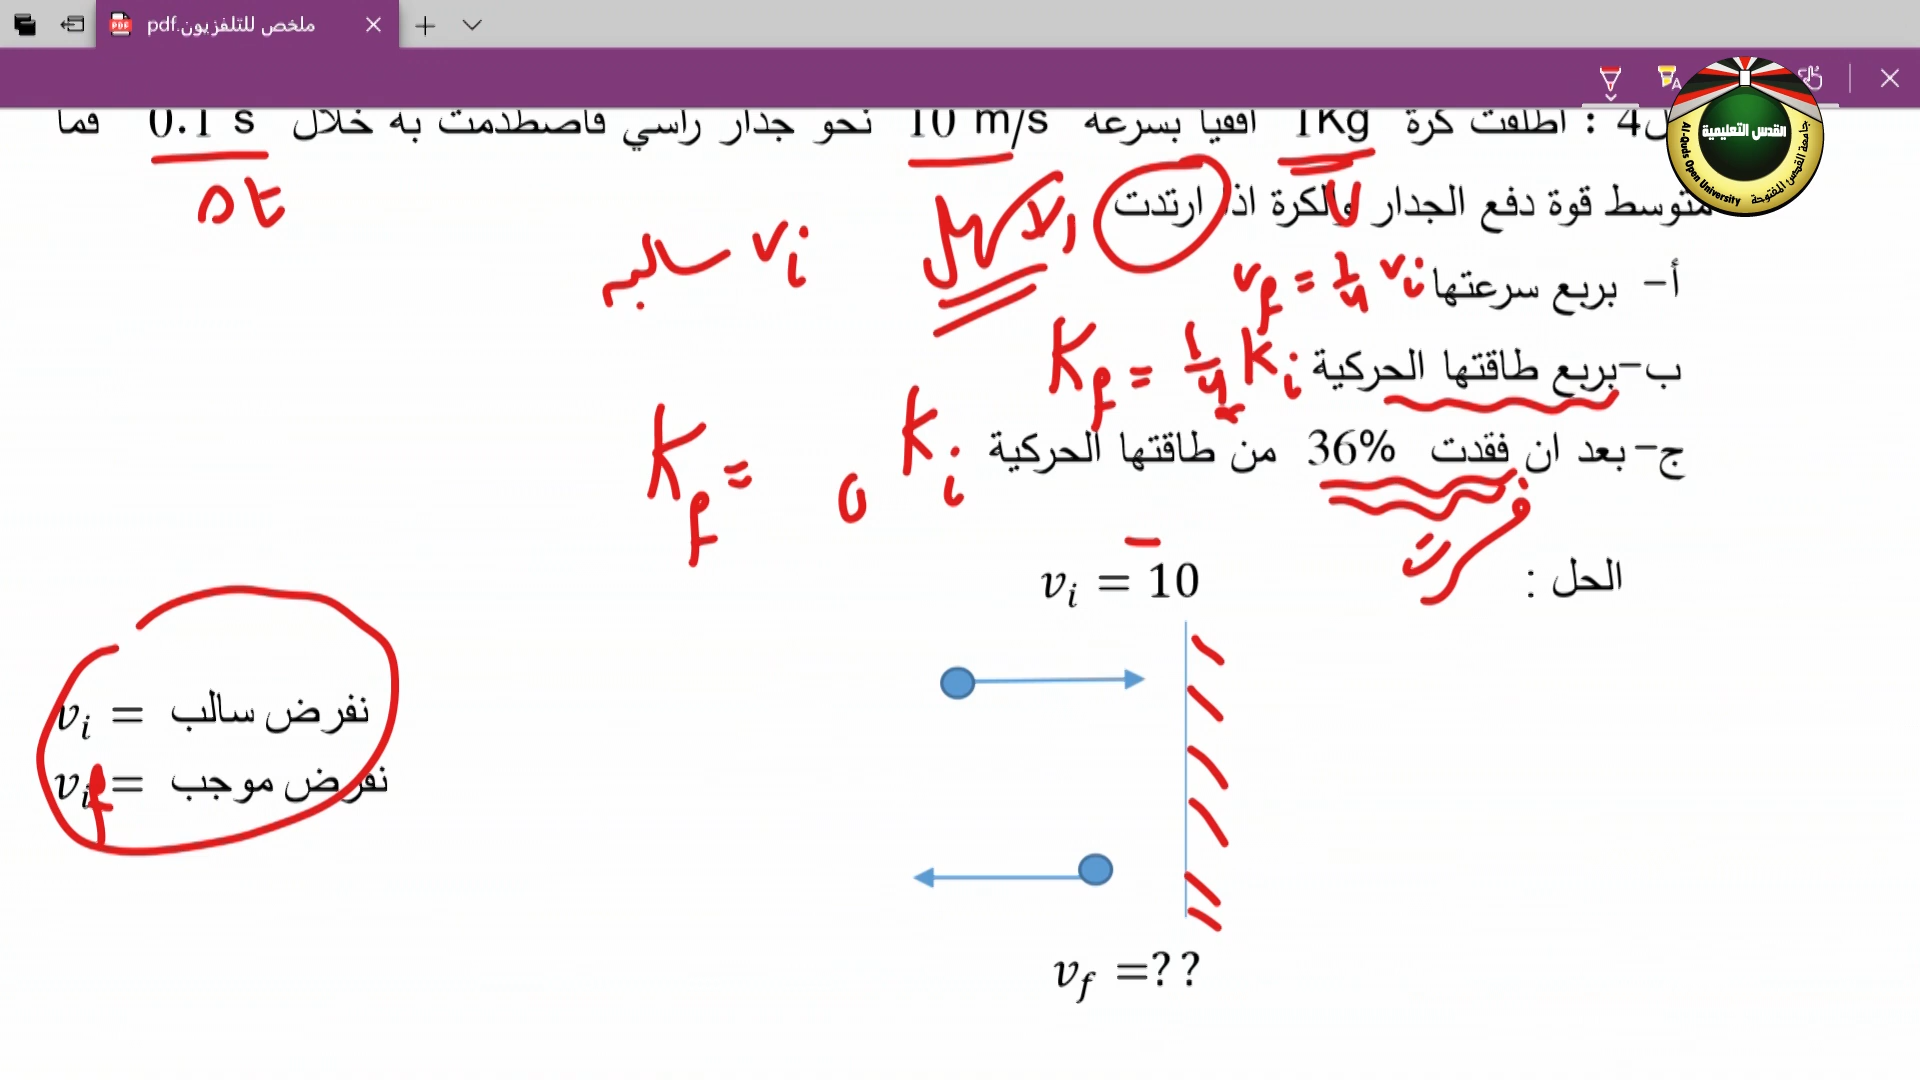 ملخص للتلفزيون.pdf
ل4 : اطلقت كرة 1Kg افقيا بسرعة 10 m/s نحو جدار راسي فاصطدمت به خلال 0.1 s فما
Δt
متوسط قوة دفع الجدار والكرة اذا ارتدت
vi سالبه
أ- بربع سرعتها vf = 1/4 vi
ب-بربع طاقتها الحركية Kf = 1/4 Ki
ج- بعد ان فقدت 36% من طاقتها الحركية
Kf = 0 Ki
الحل :
vi = - 10
vi = نفرض سالب
vf = نفرض موجب
vf =??
القدس التعليمية
جامعة القدس المفتوحة
Al-Quds Open University